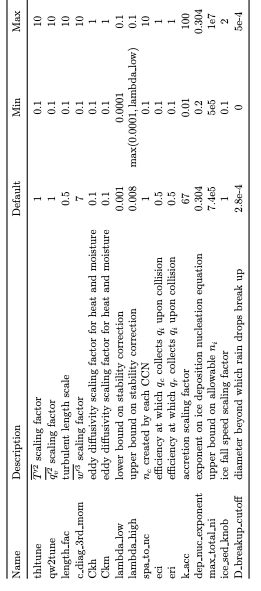 Name Description Default Min Max
thltune $\overline{T'^2}$ scaling factor 1 0.1 10
qw2tune $\overline{q_v'^2}$ scaling factor 1 0.1 10
length_fac turbulent length scale 0.5 0.1 10
c_diag_3rd_mom $\overline{w'^3}$ scaling factor 7 0.1 10
Ckh eddy diffusivity scaling factor for heat and moisture 0.1 0.1 1
Ckm eddy diffusivity scaling factor for heat and moisture 0.1 0.1 1
lambda_low lower bound on stability correction 0.001 0.0001 0.1
lambda_high upper bound on stability correction 0.008 max(0.0001, lambda_low) 0.1
spa_to_nc $n_c$ created by each CCN 1 0.1 10
eci efficiency at which $q_c$ collects $q_i$ upon collision 0.5 0.1 1
eri efficiency at which $q_r$ collects $q_i$ upon collision 0.5 0.1 1
k_acc accretion scaling factor 67 0.01 100
dep_nuc_exponent exponent on ice deposition nucleation equation 0.304 0.2 0.304
max_total_ni upper bound on allowable $n_i$ 7.4e5 5e5 1e7
ice_sed_knob ice fall speed scaling factor 1 0.1 2
D_breakup_cutoff diameter beyond which rain drops break up 2.8e-4 0 5e-4